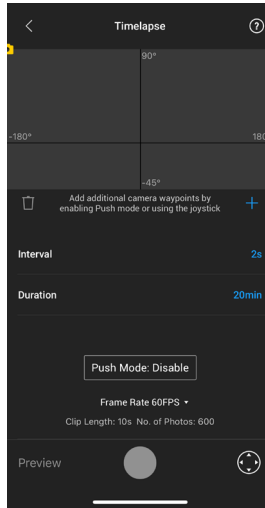 Timelapse
90°
-180°
180
-45°
Add additional camera waypoints by
enabling Push mode or using the joystick
Interval
2s
Duration
20min
Push Mode: Disable
Frame Rate 60FPS
Clip Length: 10s No. of Photos: 600
Preview